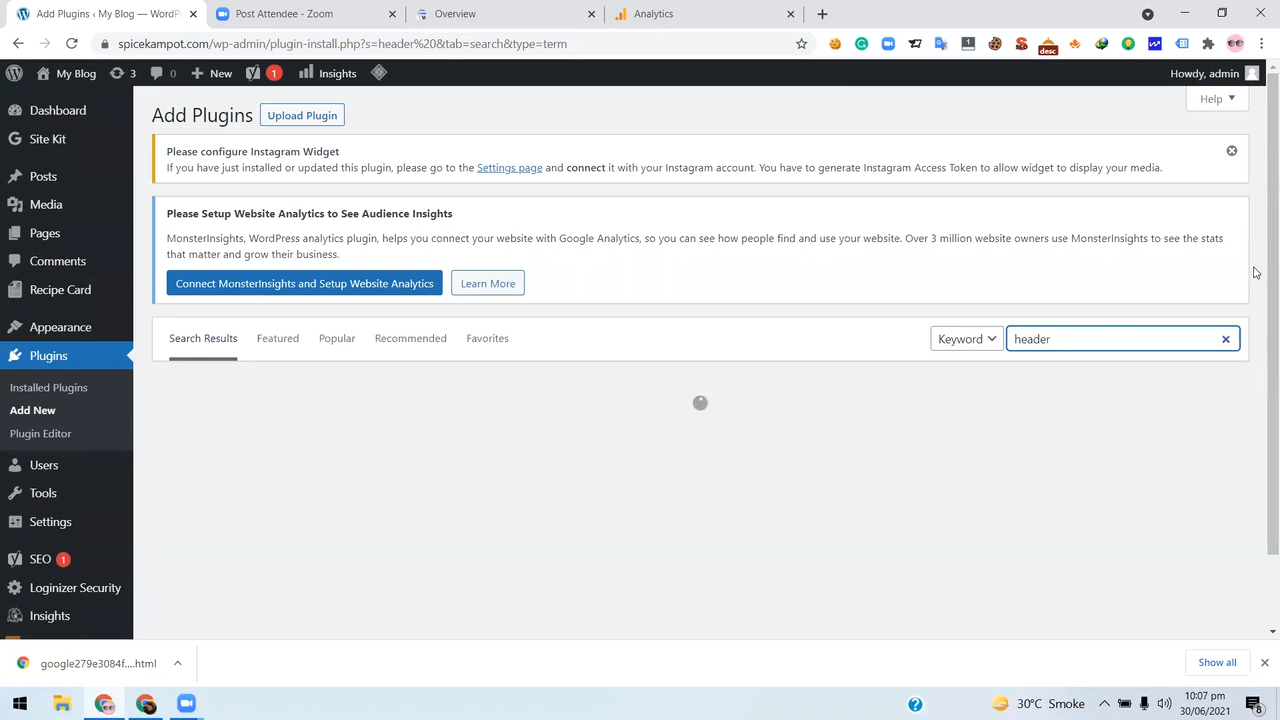 Add Plugins ‹ My Blog — WordP
Post Attendee - Zoom
Overview
Analytics
spicekampot.com/wp-admin/plugin-install.php?s=header%20&tab=search&type=term
1
desc
My Blog
3
0
New
1
Insights
Howdy, admin
Dashboard
Site Kit
Posts
Media
Pages
Comments
Recipe Card
Appearance
Plugins
Installed Plugins
Add New
Plugin Editor
Users
Tools
Settings
SEO 1
Loginizer Security
Insights
Help
Add Plugins
Upload Plugin
Please configure Instagram Widget
If you have just installed or updated this plugin, please go to the Settings page and connect it with your Instagram account. You have to generate Instagram Access Token to allow widget to display your media.
Please Setup Website Analytics to See Audience Insights
MonsterInsights, WordPress analytics plugin, helps you connect your website with Google Analytics, so you can see how people find and use your website. Over 3 million website owners use MonsterInsights to see the stats
that matter and grow their business.
Connect MonsterInsights and Setup Website Analytics
Learn More
Search Results
Featured
Popular
Recommended
Favorites
Keyword
header
google279e3084f....html
Show all
30°C Smoke
10:07 pm
30/06/2021
8